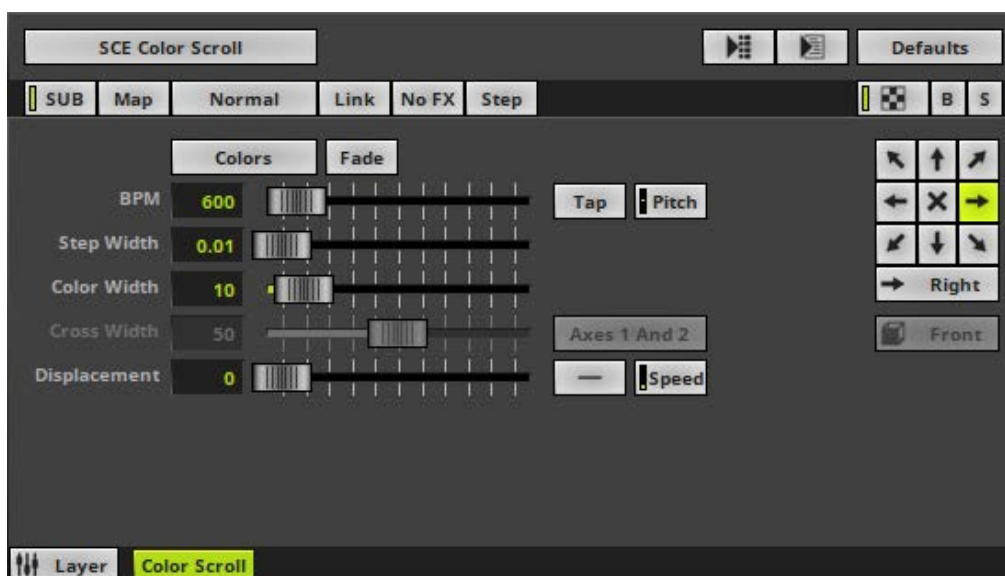 SCE Color Scroll Defaults
SUB Map Normal Link No FX Step B S
Colors Fade
BPM 600 Tap Pitch
Step Width 0.01
Color Width 10 Right
Cross Width 50 Axes 1 And 2 Front
Displacement 0 Speed
Layer Color Scroll